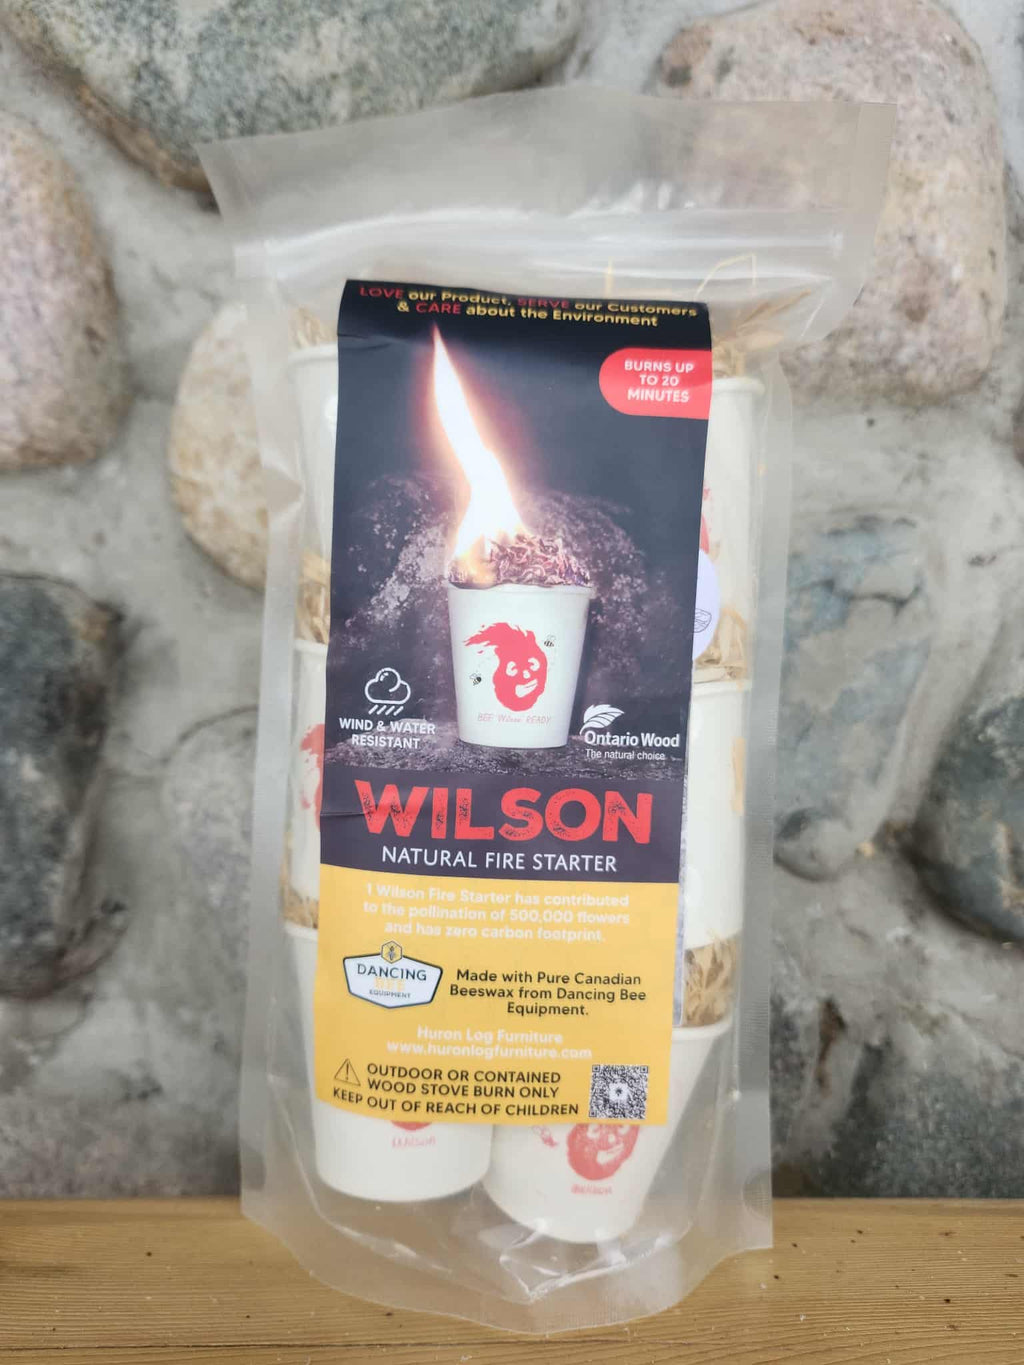 LOVE our Product, SERVE our Customers
& CARE about the Environment
BURNS UP
TO 20
MINUTES
BEE Wilson READY
WIND & WATER
RESISTANT
Ontario Wood
The natural choice
WILSON
NATURAL FIRE STARTER
1 Wilson Fire Starter has contributed
to the pollination of 500,000 flowers
and has zero carbon footprint.
DANCING
BEE
EQUIPMENT
Made with Pure Canadian
Beeswax from Dancing Bee
Equipment.
Huron Log Furniture
www.huronlogfurniture.com
OUTDOOR OR CONTAINED
WOOD STOVE BURN ONLY
KEEP OUT OF REACH OF CHILDREN